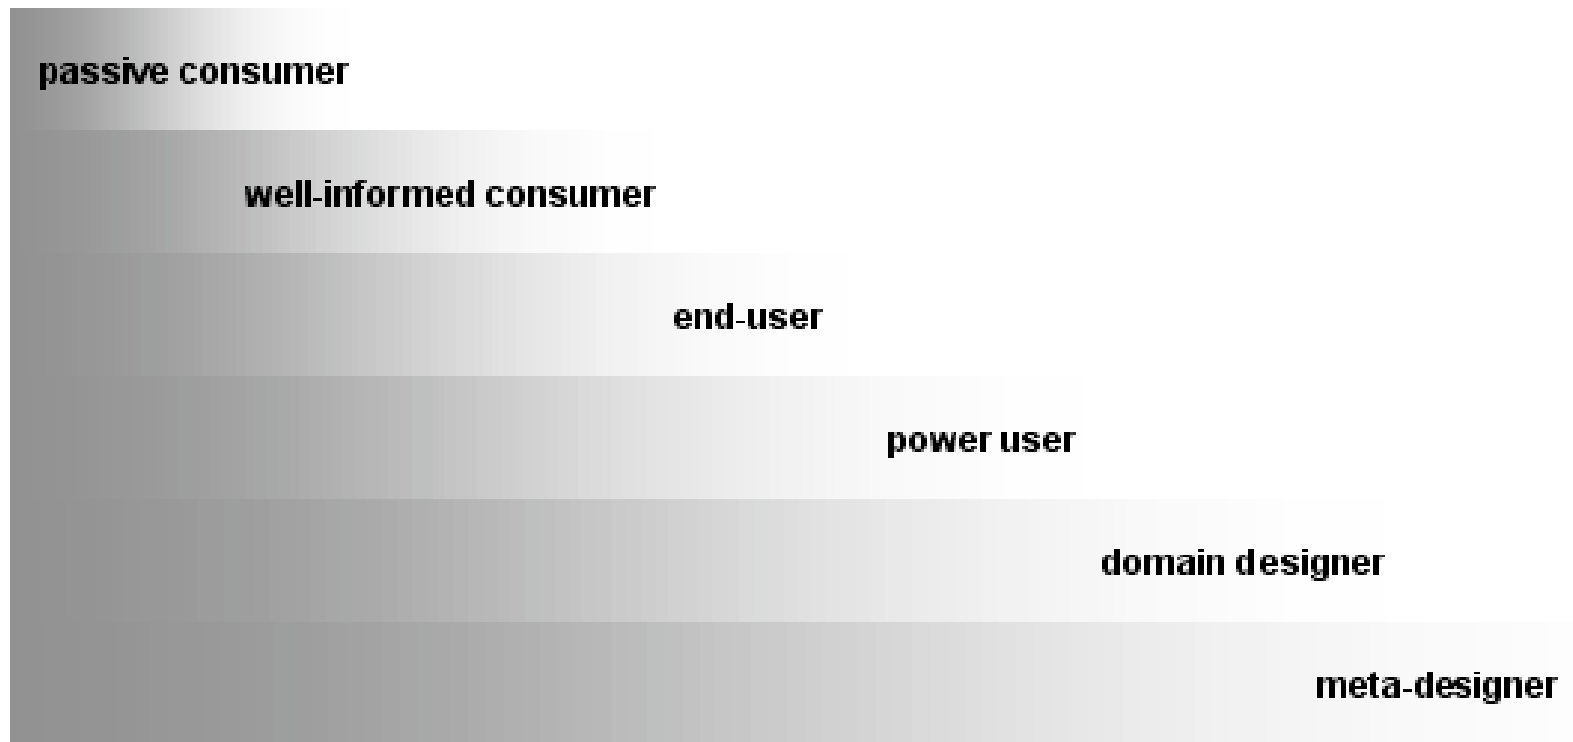 passive consumer
well-informed consumer
end-user
power user
domain designer
meta-designer